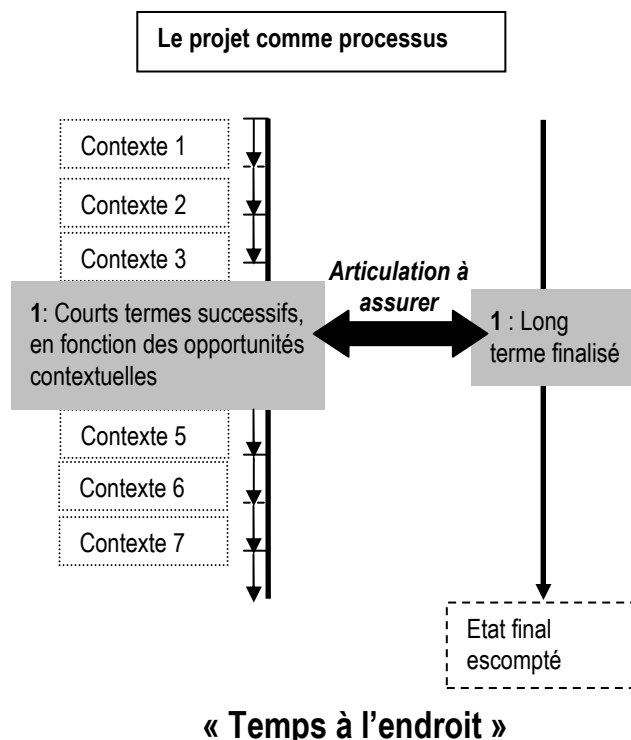 Le projet comme processus
Contexte 1
Contexte 2
Contexte 3
Articulation à
assurer
1: Courts termes successifs,
en fonction des opportunités
contextuelles
1 : Long
terme finalisé
Contexte 5
Contexte 6
Contexte 7
Etat final
escompté
« Temps à l’endroit »